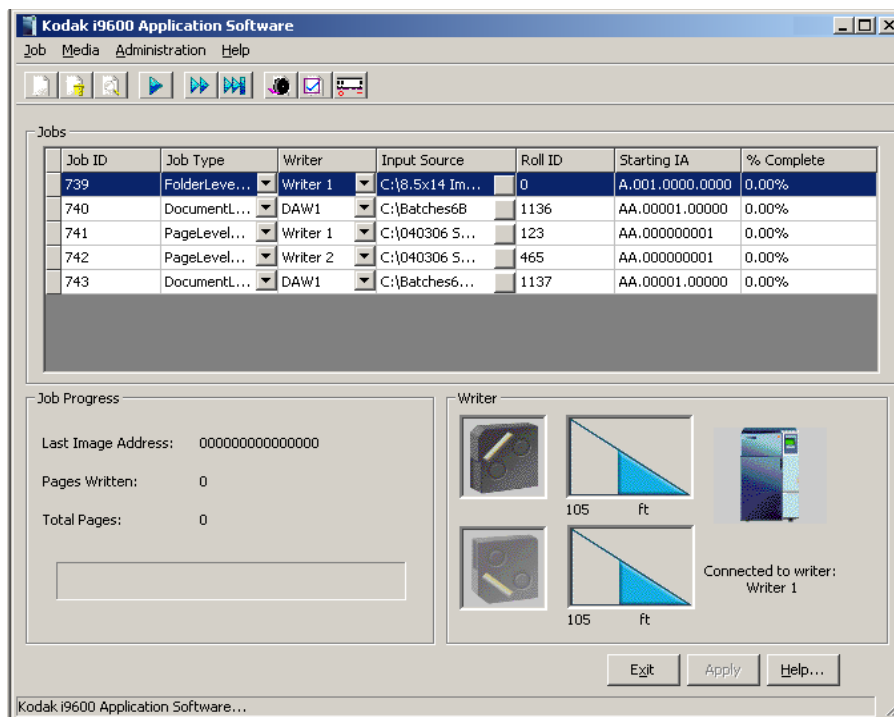 Kodak i9600 Application Software
Job Media Administration Help
Jobs
Job ID Job Type Writer Input Source Roll ID Starting IA % Complete
739 FolderLeve... Writer 1 C:\8.5x14 Im... 0 A.001.0000.0000 0.00%
740 DocumentL... DAW1 C:\Batches6B 1136 AA.00001.00000 0.00%
741 PageLevel... Writer 1 C:\040306 S... 123 AA.000000001 0.00%
742 PageLevel... Writer 2 C:\040306 S... 465 AA.000000001 0.00%
743 DocumentL... DAW1 C:\Batches6... 1137 AA.00001.00000 0.00%
Job Progress
Last Image Address: 000000000000000
Pages Written: 0
Total Pages: 0
Writer
105 ft
105 ft
Connected to writer:
Writer 1
Exit Apply Help...
Kodak i9600 Application Software...